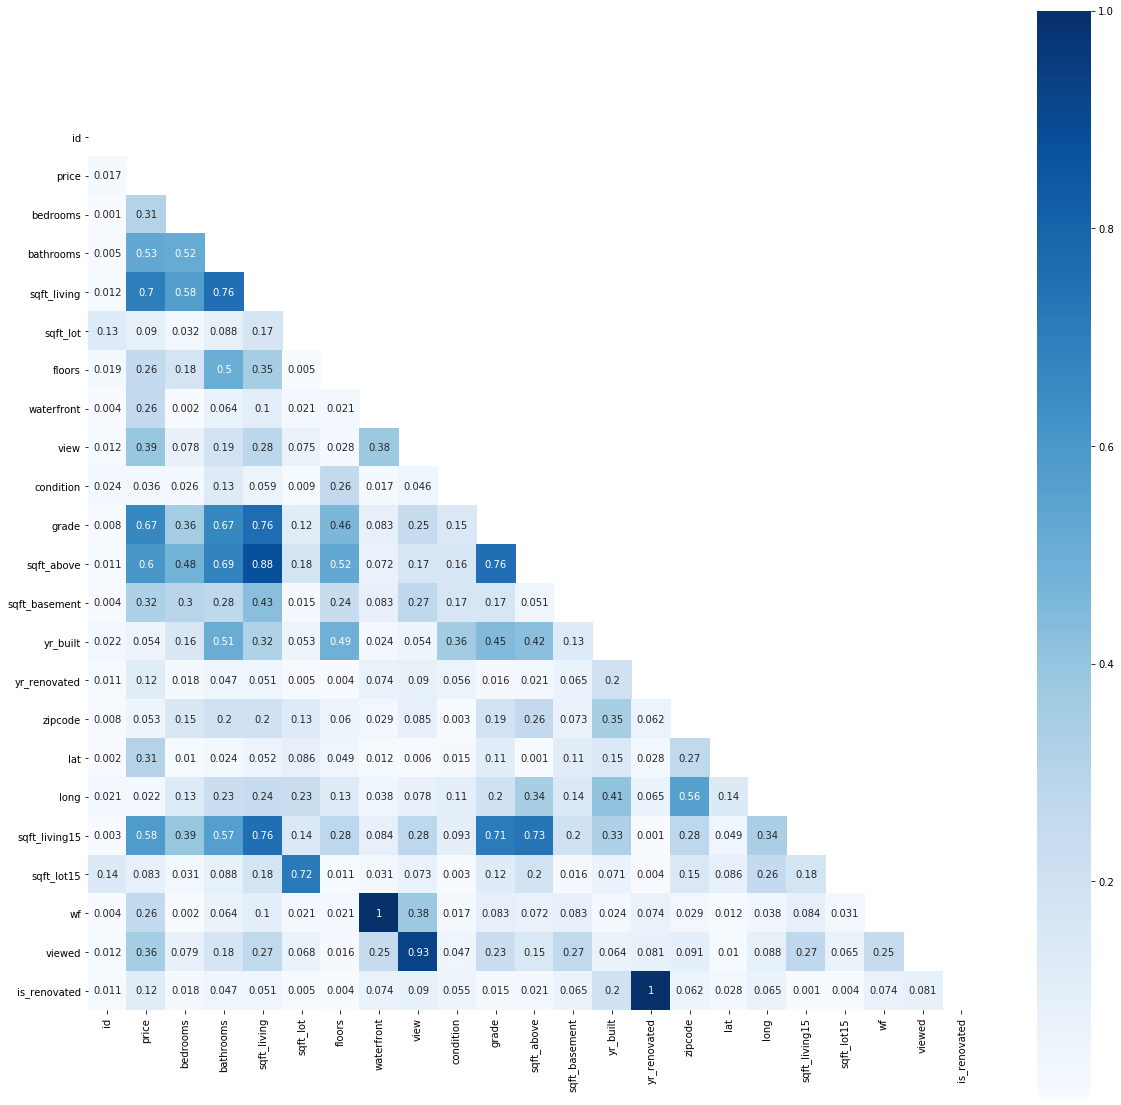 1.0
id
price 0.017
bedrooms 0.001 0.31
0.8
bathrooms 0.005 0.53 0.52
sqft_living 0.012 0.7 0.58 0.76
sqft_lot 0.13 0.09 0.032 0.088 0.17
floors 0.019 0.26 0.18 0.5 0.35 0.005
waterfront 0.004 0.26 0.002 0.064 0.1 0.021 0.021
0.6
view 0.012 0.39 0.078 0.19 0.28 0.075 0.028 0.38
condition 0.024 0.036 0.026 0.13 0.059 0.009 0.26 0.017 0.046
grade 0.008 0.67 0.36 0.67 0.76 0.12 0.46 0.083 0.25 0.15
sqft_above 0.011 0.6 0.48 0.69 0.88 0.18 0.52 0.072 0.17 0.16 0.76
sqft_basement 0.004 0.32 0.3 0.28 0.43 0.015 0.24 0.083 0.27 0.17 0.17 0.051
yr_built 0.022 0.054 0.16 0.51 0.32 0.053 0.49 0.024 0.054 0.36 0.45 0.42 0.13
0.4
yr_renovated 0.011 0.12 0.018 0.047 0.051 0.005 0.004 0.074 0.09 0.056 0.016 0.021 0.065 0.2
zipcode 0.008 0.053 0.15 0.2 0.2 0.13 0.06 0.029 0.085 0.003 0.19 0.26 0.073 0.35 0.062
lat 0.002 0.31 0.01 0.024 0.052 0.086 0.049 0.012 0.006 0.015 0.11 0.001 0.11 0.15 0.028 0.27
long 0.021 0.022 0.13 0.23 0.24 0.23 0.13 0.038 0.078 0.11 0.2 0.34 0.14 0.41 0.065 0.56 0.14
sqft_living15 0.003 0.58 0.39 0.57 0.76 0.14 0.28 0.084 0.28 0.093 0.71 0.73 0.2 0.33 0.001 0.28 0.049 0.34
sqft_lot15 0.14 0.083 0.031 0.088 0.18 0.72 0.011 0.031 0.073 0.003 0.12 0.2 0.016 0.071 0.004 0.15 0.086 0.26 0.18
0.2
wf 0.004 0.26 0.002 0.064 0.1 0.021 0.021 1 0.38 0.017 0.083 0.072 0.083 0.024 0.074 0.029 0.012 0.038 0.084 0.031
viewed 0.012 0.36 0.079 0.18 0.27 0.068 0.016 0.25 0.93 0.047 0.23 0.15 0.27 0.064 0.081 0.091 0.01 0.088 0.27 0.065 0.25
is_renovated 0.011 0.12 0.018 0.047 0.051 0.005 0.004 0.074 0.09 0.055 0.015 0.021 0.065 0.2 1 0.062 0.028 0.065 0.001 0.004 0.074 0.081
id price bedrooms bathrooms sqft_living sqft_lot floors waterfront view condition grade sqft_above sqft_basement yr_built yr_renovated zipcode lat long sqft_living15 sqft_lot15 wf viewed is_renovated